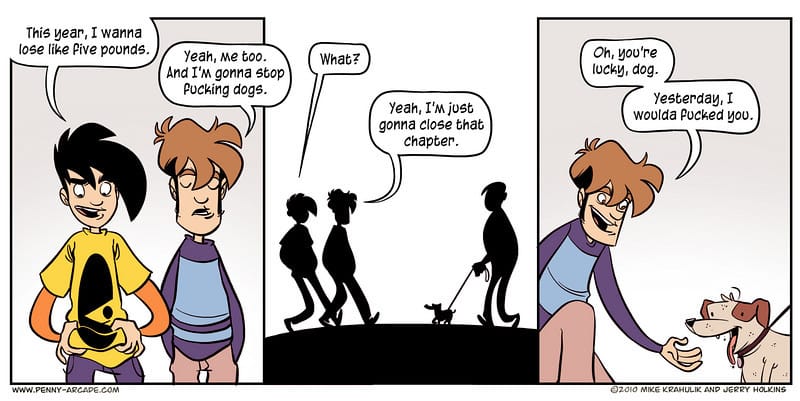 This year, I wanna
lose like five pounds.
Yeah, me too.
And I'm gonna stop
fucking dogs.
What?
Yeah, I'm just
gonna close that
chapter.
Oh, you're
lucky, dog.
Yesterday, I
woulda fucked you.
WWW.PENNY-ARCADE.COM
©2010 MIKE KRAHULIK AND JERRY HOLKINS